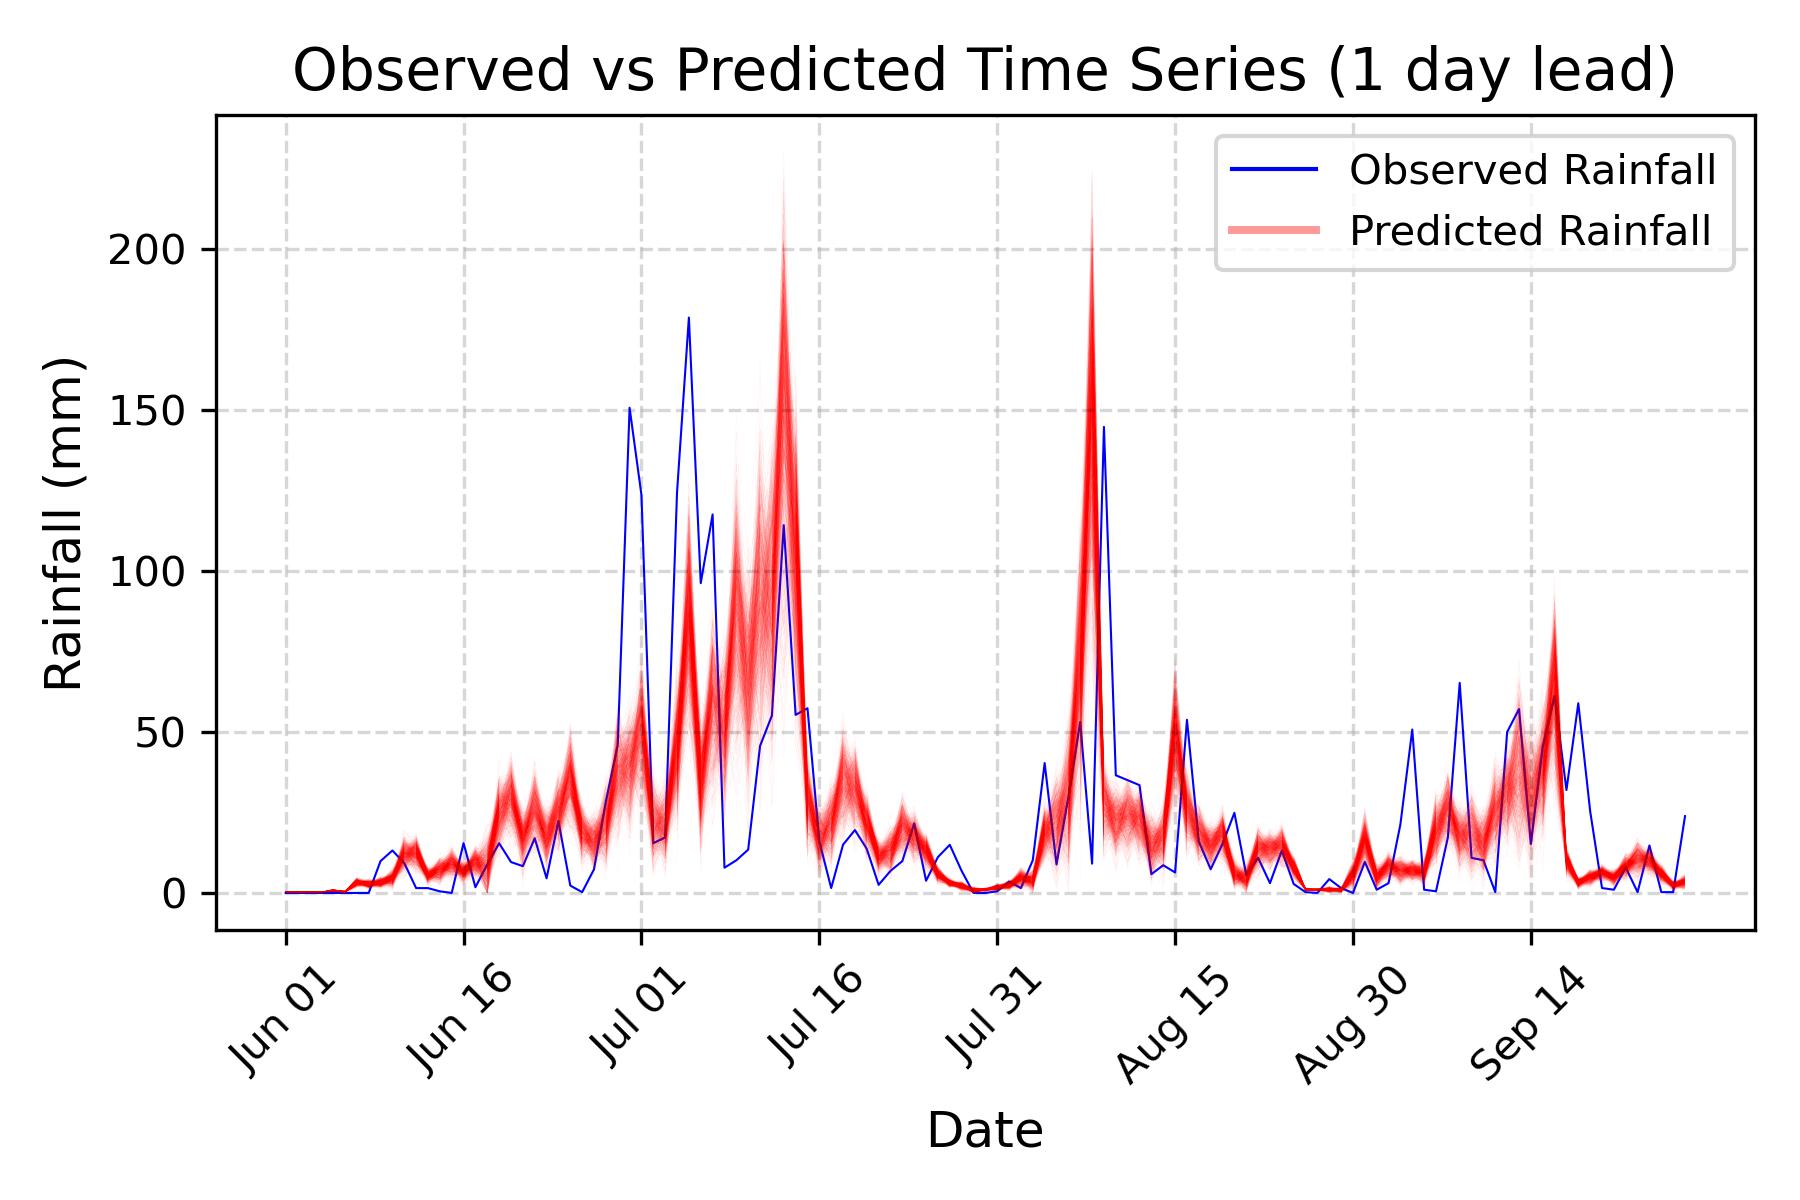 Observed vs Predicted Time Series (1 day lead)
Observed Rainfall
Predicted Rainfall
Rainfall (mm)
200
150
100
50
0
Jun 01
Jun 16
Jul 01
Jul 16
Jul 31
Aug 15
Aug 30
Sep 14
Date